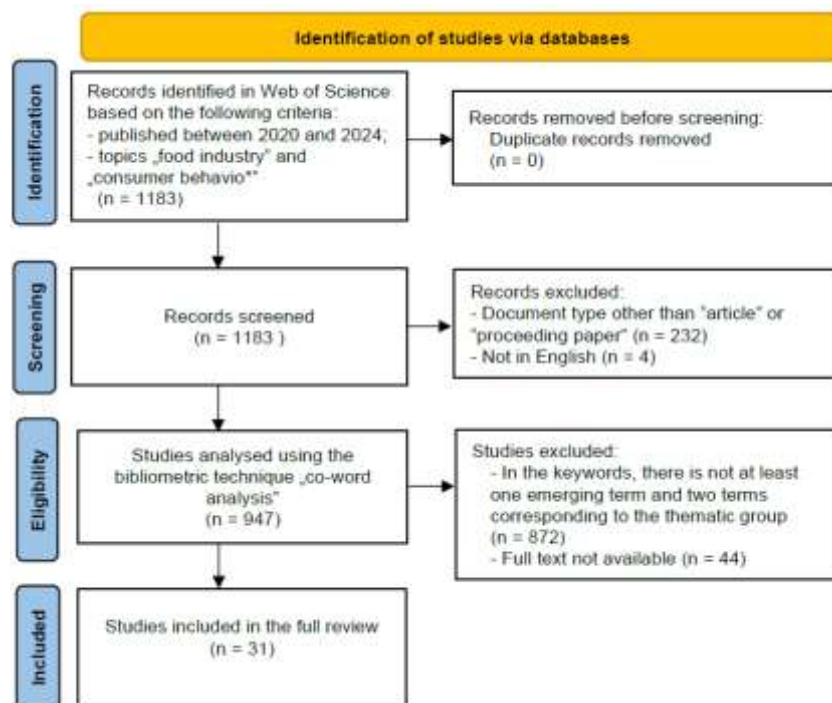 Identification of studies via databases
Identification
Records identified in Web of Science
based on the following criteria:
- published between 2020 and 2024;
- topics „food industry” and
„consumer behavio*”
(n = 1183)
Records removed before screening:
Duplicate records removed
(n = 0)
Screening
Records screened
(n = 1183 )
Records excluded:
- Document type other than ”article” or
”proceeding paper” (n = 232)
- Not in English (n = 4)
Eligibility
Studies analysed using the
bibliometric technique „co-word
analysis”
(n = 947)
Studies excluded:
- In the keywords, there is not at least
one emerging term and two terms
corresponding to the thematic group
(n = 872)
- Full text not available (n = 44)
Included
Studies included in the full review
(n = 31)